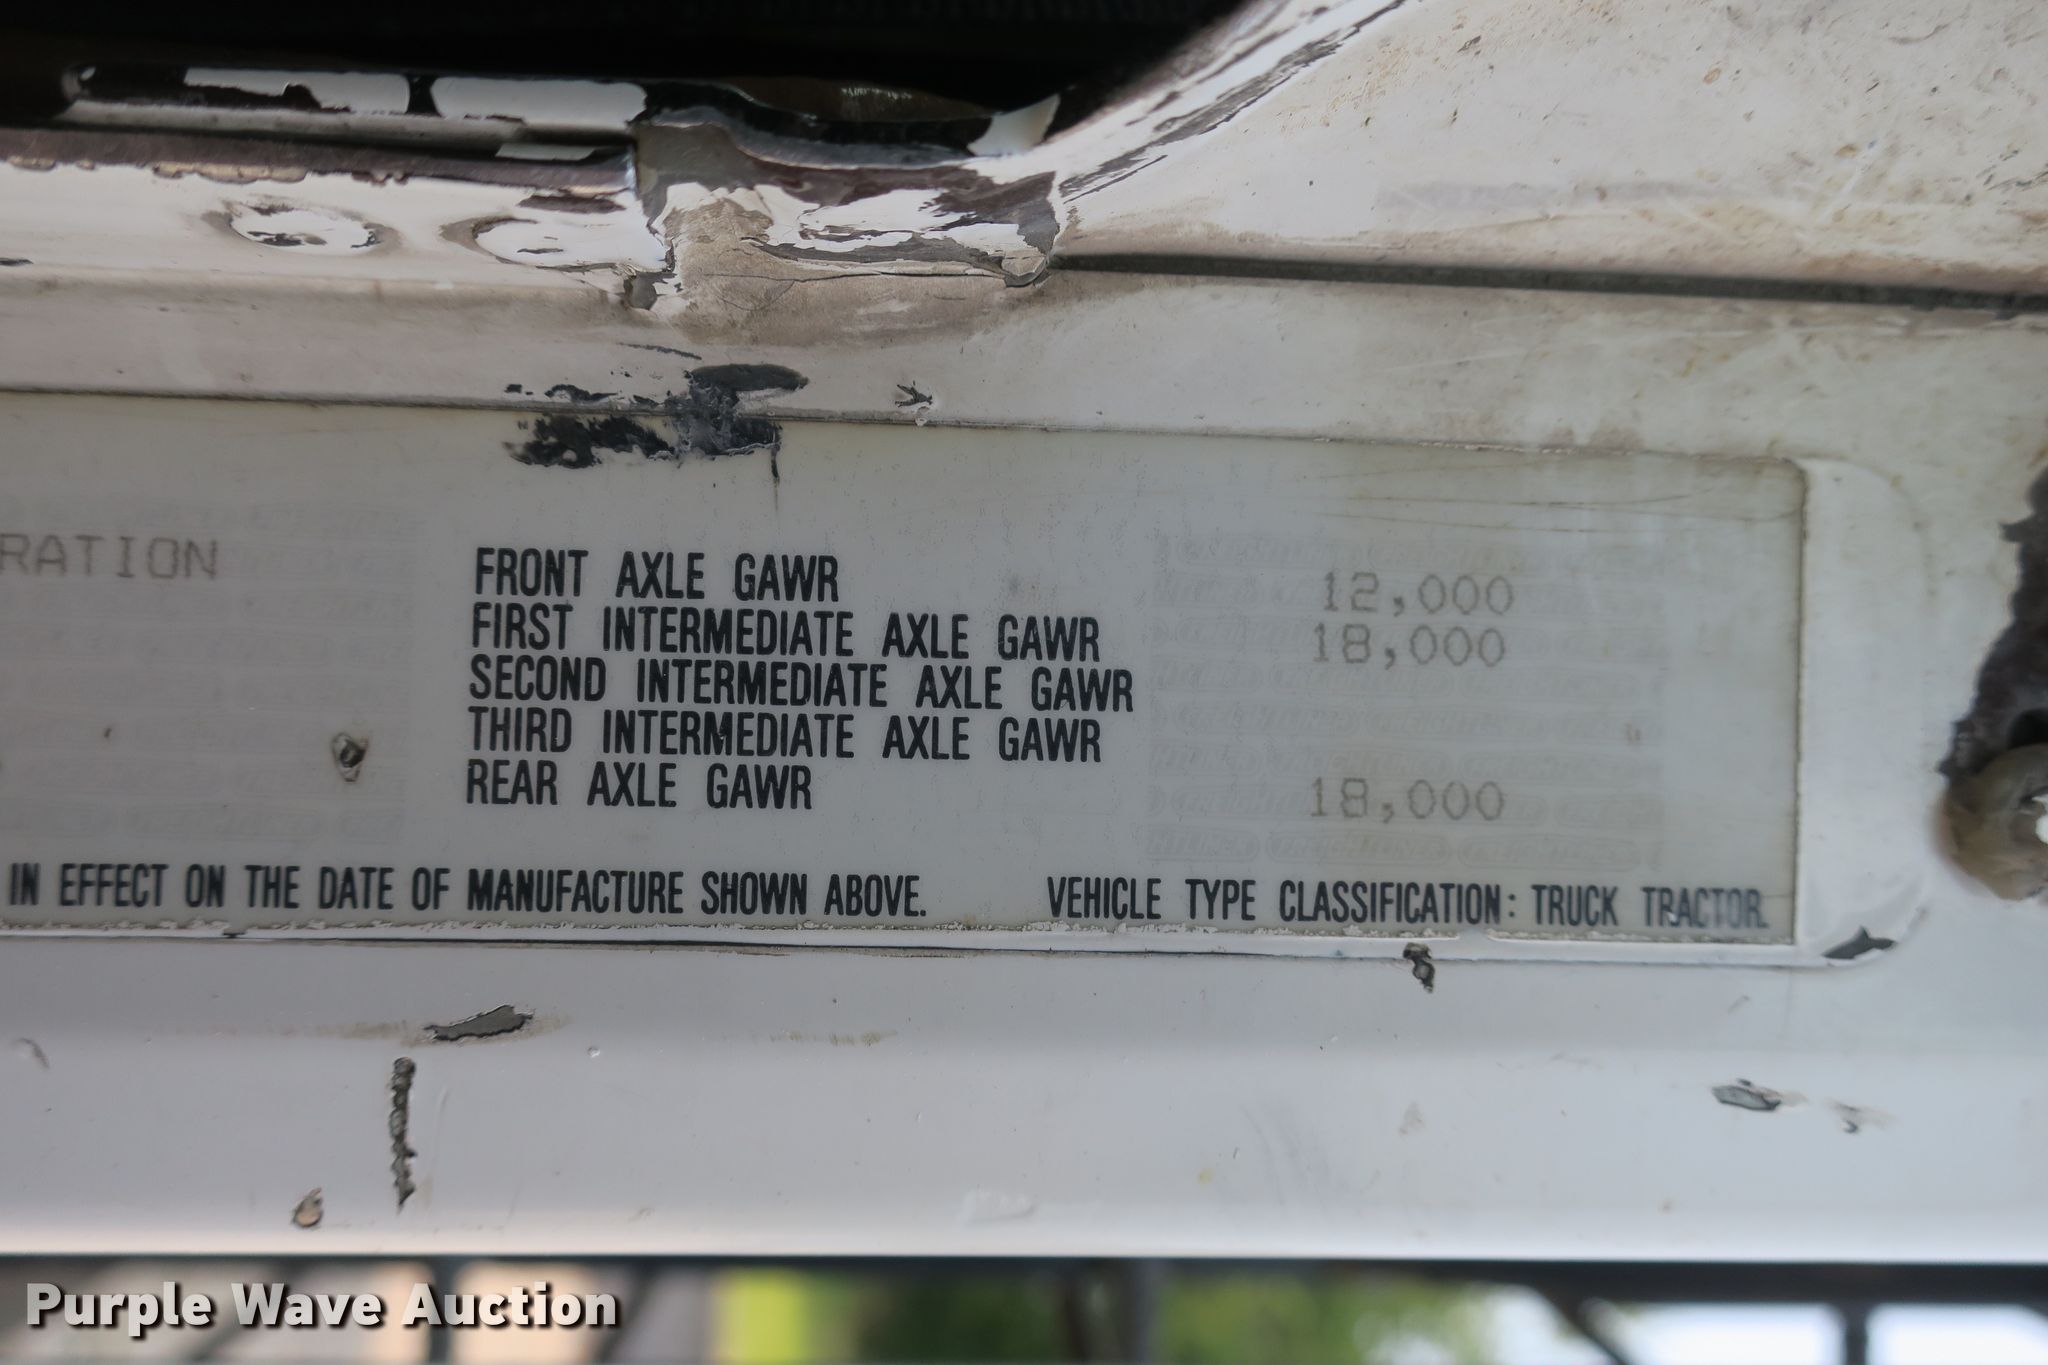 RATION
FRONT AXLE GAWR 12,000
FIRST INTERMEDIATE AXLE GAWR 18,000
SECOND INTERMEDIATE AXLE GAWR
THIRD INTERMEDIATE AXLE GAWR
REAR AXLE GAWR 18,000
IN EFFECT ON THE DATE OF MANUFACTURE SHOWN ABOVE. VEHICLE TYPE CLASSIFICATION: TRUCK TRACTOR.
Purple Wave Auction